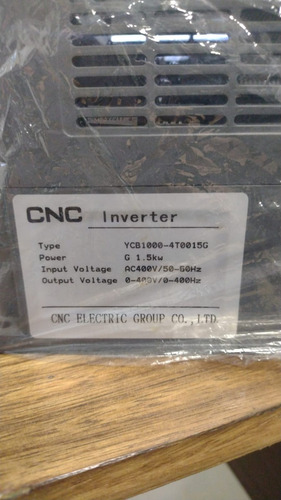 CNC Inverter
Type YCB1000-4T0015G
Power G 1.5kw
Input Voltage AC400V/50-60Hz
Output Voltage 0-400V/0-400Hz
CNC ELECTRIC GROUP CO.,LTD